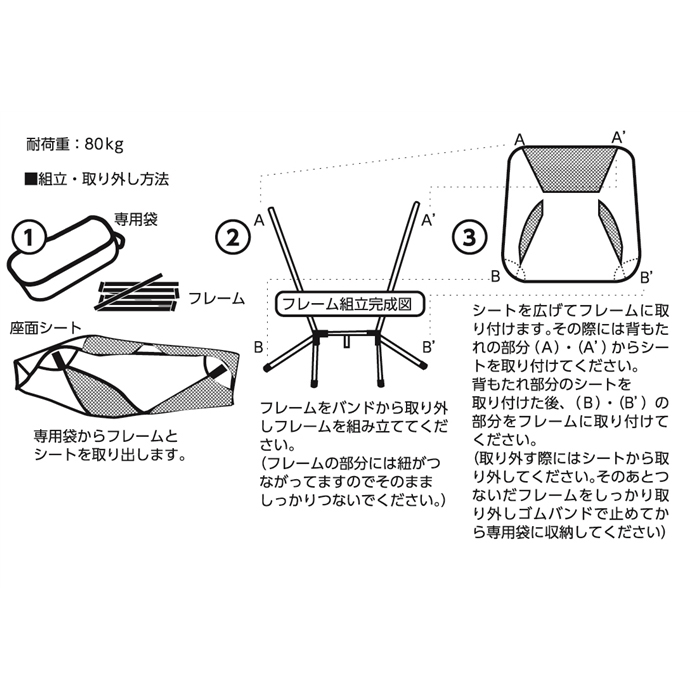 耐荷重：80kg
■組立・取り外し方法
1
専用袋
フレーム
座面シート
専用袋からフレームと
シートを取り出します。
2
A
A'
フレーム組立完成図
B
B'
フレームをバンドから取り外
しフレームを組み立ててくだ
さい。
（フレームの部分には紐がつ
ながってますのでそのまま
しっかりつないでください。）
3
A
A'
B
B'
シートを広げてフレームに取
り付けます。その際には背もた
れの部分（A）・（A'）からシー
トを取り付けてください。
背もたれ部分のシートを
取り付けた後、（B）・（B'）の
部分をフレームに取り付けて
ください。
（取り外す際にはシートから取
り外してください。そのあとつ
ないだフレームをしっかり取
り外しゴムバンドで止めてか
ら専用袋に収納してください）